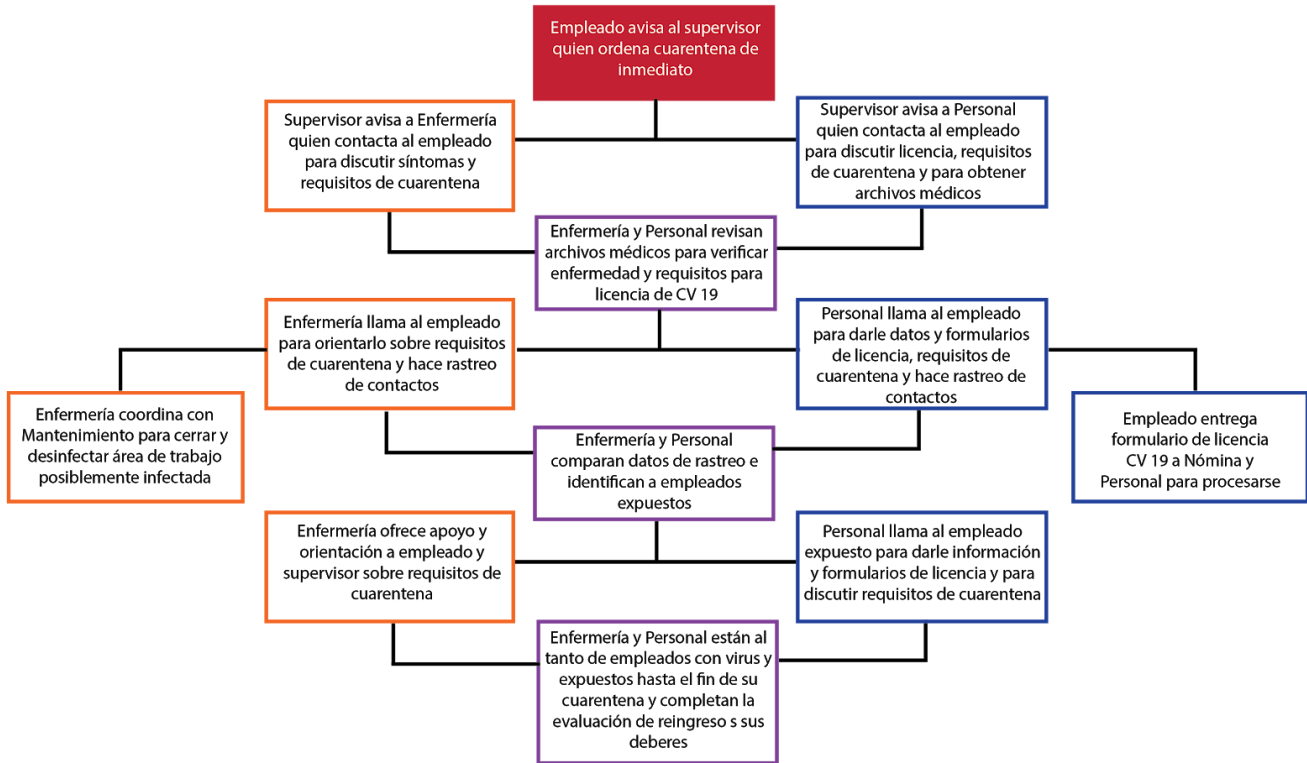 Empleado avisa al supervisor
quien ordena cuarentena de
inmediato
Supervisor avisa a Enfermería
quien contacta al empleado
para discutir síntomas y
requisitos de cuarentena
Supervisor avisa a Personal
quien contacta al empleado
para discutir licencia, requisitos
de cuarentena y para obtener
archivos médicos
Enfermería y Personal revisan
archivos médicos para verificar
enfermedad y requisitos para
licencia de CV 19
Enfermería llama al empleado
para orientarlo sobre requisitos
de cuarentena y hace rastreo
de contactos
Personal llama al empleado
para darle datos y formularios
de licencia, requisitos de
cuarentena y hace rastreo de
contactos
Enfermería coordina con
Mantenimiento para cerrar y
desinfectar área de trabajo
posiblemente infectada
Empleado entrega
formulario de licencia
CV 19 a Nómina y
Personal para procesarse
Enfermería y Personal
comparan datos de rastreo e
identifican a empleados
expuestos
Enfermería ofrece apoyo y
orientación a empleado y
supervisor sobre requisitos de
cuarentena
Personal llama al empleado
expuesto para darle información
y formularios de licencia y para
discutir requisitos de cuarentena
Enfermería y Personal están al
tanto de empleados con virus y
expuestos hasta el fin de su
cuarentena y completan la
evaluación de reingreso s sus
deberes